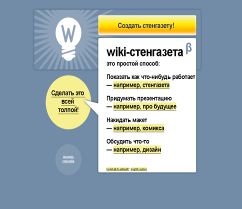 Создать стенгазету!
wiki-стенгазета β
это простой способ:
Показать как что-нибудь работает
— например, стенгазета
Придумать презентацию
— например, про будущее
Накидать макет
— например, комикса
Обсудить что-то
— например, дизайн
Сделать это
всей
толпой!
W